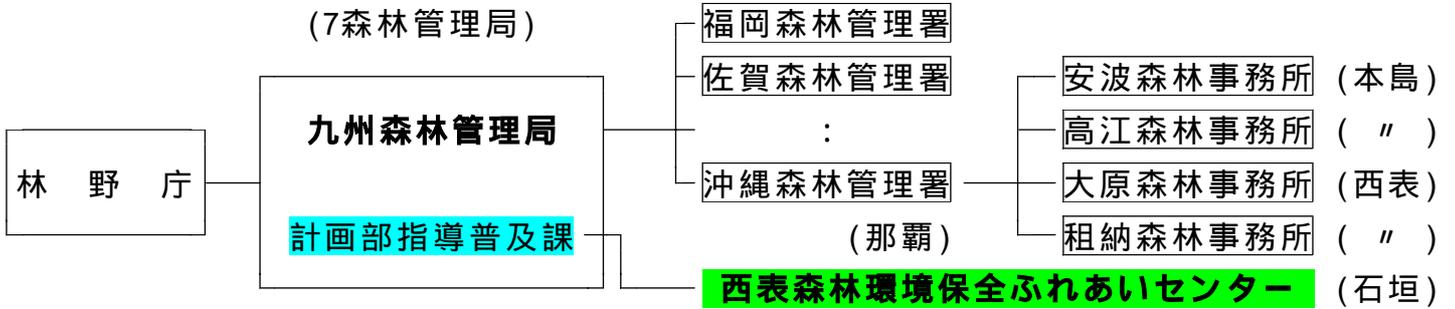 (7森林管理局)
福岡森林管理署
佐賀森林管理署
安波森林事務所 (本島)
九州森林管理局
:
高江森林事務所 ( 〃 )
林 野 庁
沖縄森林管理署
大原森林事務所 (西表)
計画部指導普及課
(那覇)
租納森林事務所 ( 〃 )
西表森林環境保全ふれあいセンター (石垣)